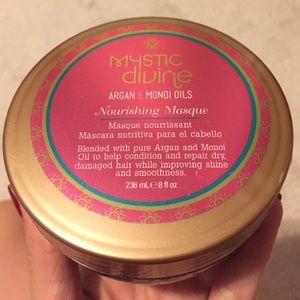 mystic
divine
ARGAN & MONOI OILS
Nourishing Masque
Masque nourrissant
Máscara nutritiva para el cabello
Blended with pure Argan and Monoi
Oil to help condition and repair dry,
damaged hair while improving shine
and smoothness.
236 mL e 8 fl oz